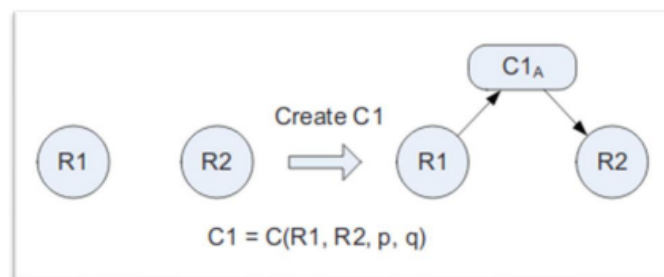 C1A
Create C1
R1
R2
R1
R2
C1 = C(R1, R2, p, q)